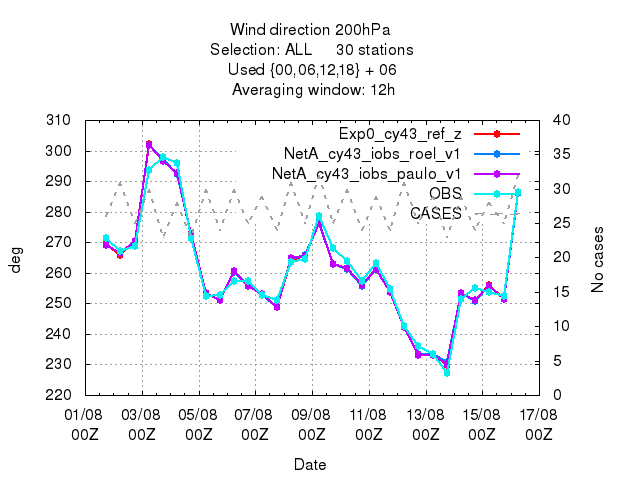 Wind direction 200hPa
Selection: ALL 30 stations
Used {00,06,12,18} + 06
Averaging window: 12h
Exp0_cy43_ref_z
NetA_cy43_iobs_roel_v1
NetA_cy43_iobs_paulo_v1
OBS
CASES
deg
310
300
290
280
270
260
250
240
230
220
40
35
30
25
20
15
10
5
0
No cases
01/08 03/08 05/08 07/08 09/08 11/08 13/08 15/08 17/08
00Z 00Z 00Z 00Z 00Z 00Z 00Z 00Z 00Z
Date